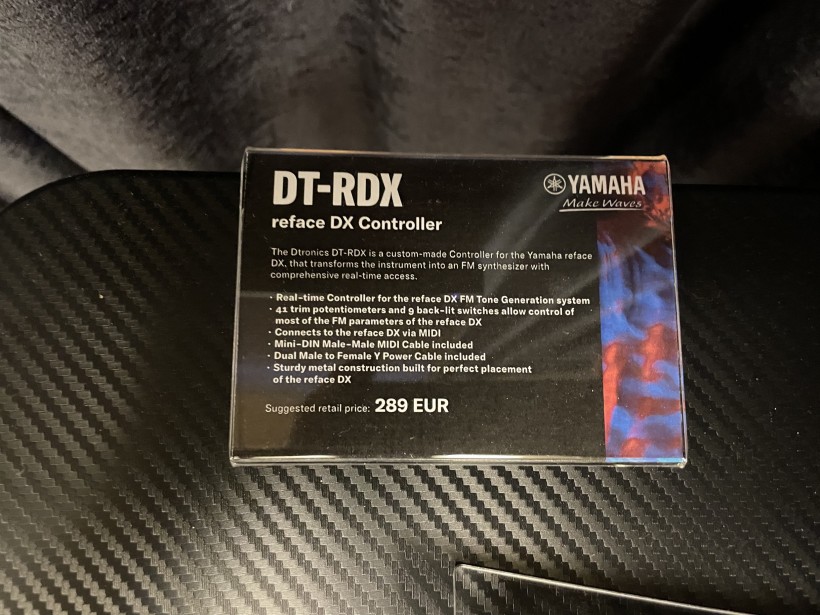 DT-RDX
YAMAHA
Make Waves
reface DX Controller
The Dtronics DT-RDX is a custom-made Controller for the Yamaha reface
DX, that transforms the instrument into an FM synthesizer with
comprehensive real-time access.
· Real-time Controller for the reface DX FM Tone Generation system
· 41 trim potentiometers and 9 back-lit switches allow control of
most of the FM parameters of the reface DX
· Connects to the reface DX via MIDI
· Mini-DIN Male-Male MIDI Cable included
· Dual Male to Female Y Power Cable included
· Sturdy metal construction built for perfect placement
of the reface DX
Suggested retail price: 289 EUR